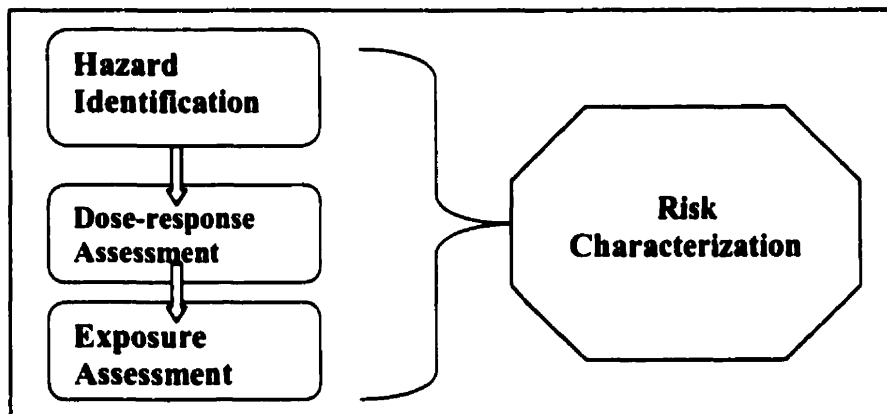 Hazard
Identification
Dose-response
Assessment
Exposure
Assessment
Risk
Characterization